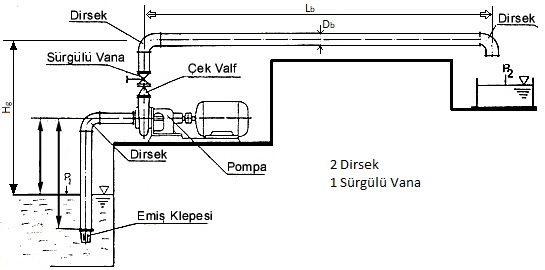 Lb
Dirsek
Dirsek
Db
Sürgülü Vana
P2
Çek Valf
Hg
Dirsek
Pompa
2 Dirsek
1 Sürgülü Vana
P1
Emiş Klepesi